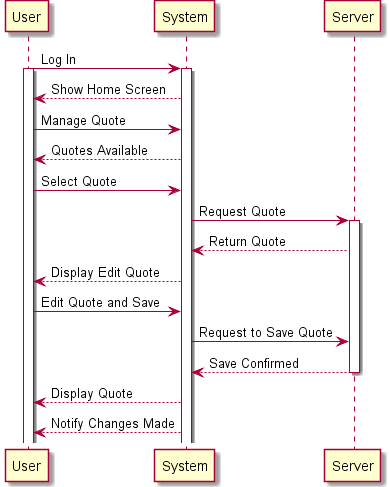 User System Server
Log In
Show Home Screen
Manage Quote
Quotes Available
Select Quote
Request Quote
Return Quote
Display Edit Quote
Edit Quote and Save
Request to Save Quote
Save Confirmed
Display Quote
Notify Changes Made
User System Server